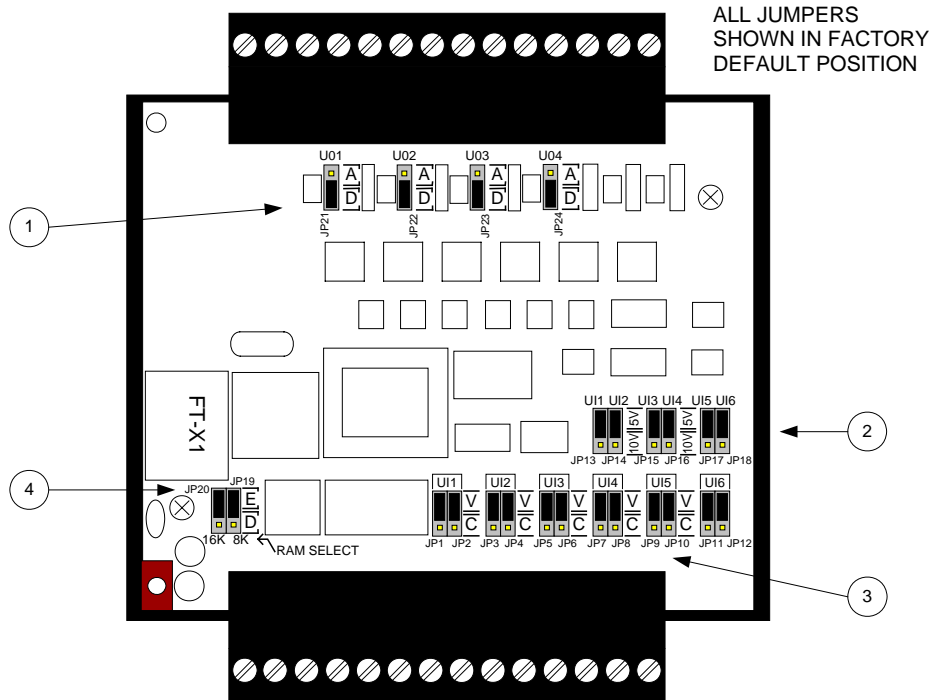 ALL JUMPERS
SHOWN IN FACTORY
DEFAULT POSITION
U01 U02 U03 U04
A A A A
D D D D
JP21 JP22 JP23 JP24
1
FT-X1
UI1 UI2 UI3 UI4 UI5 UI6
5V 5V
10V 10V
JP13 JP14 JP15 JP16 JP17 JP18
2
4
JP20 JP19
E
D
16K 8K
RAM SELECT
UI1 UI2 UI3 UI4 UI5 UI6
V V V V V
C C C C C
JP1 JP2 JP3 JP4 JP5 JP6 JP7 JP8 JP9 JP10 JP11 JP12
3